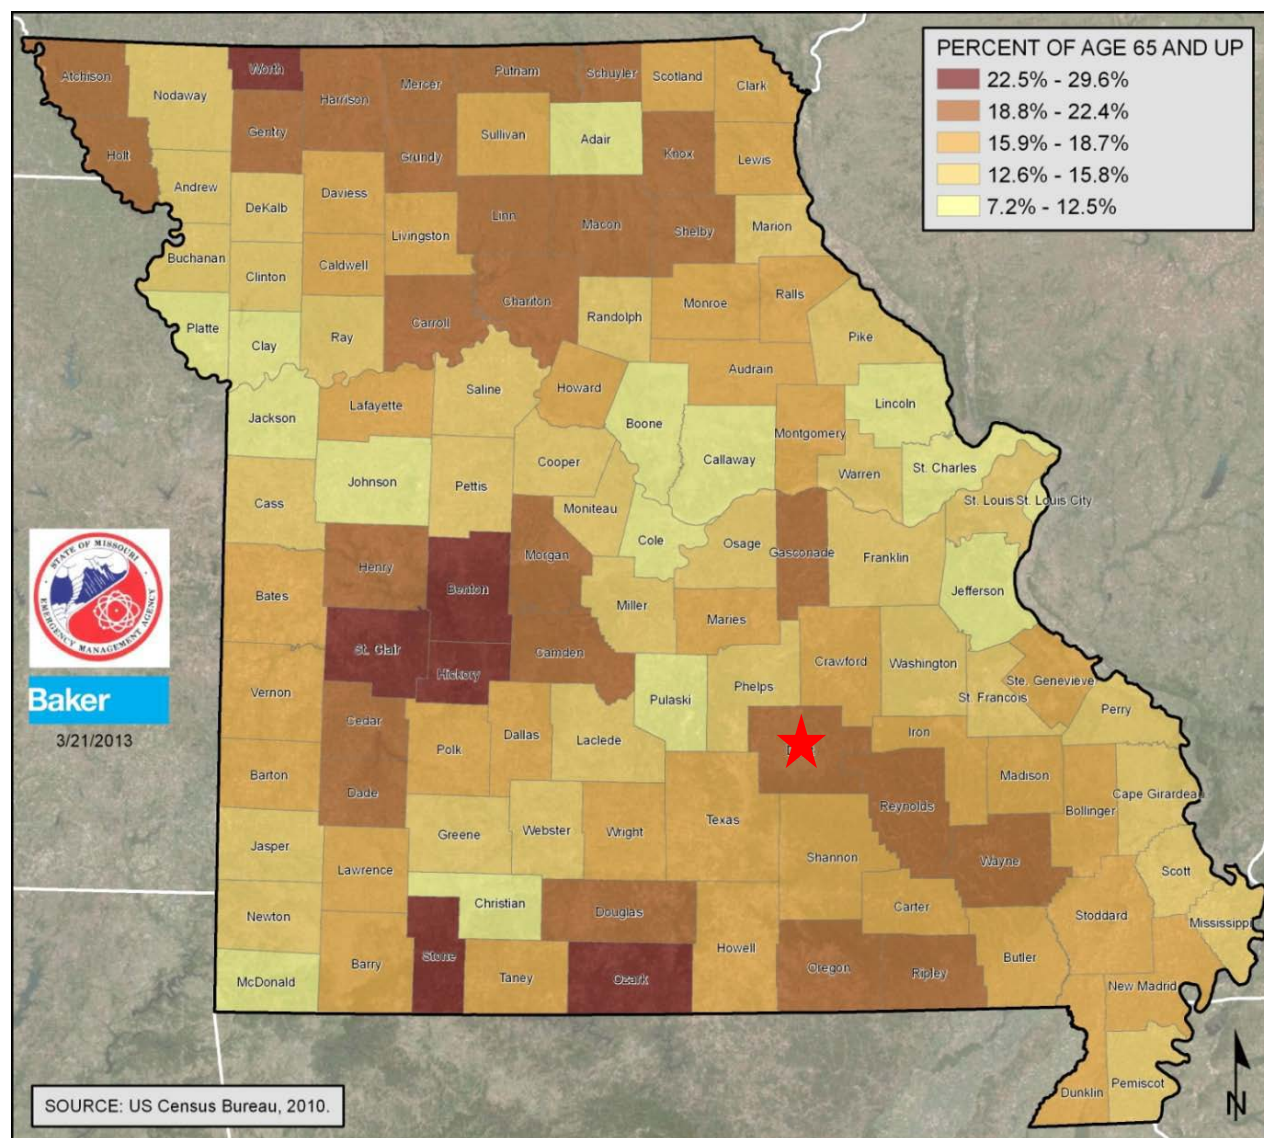 PERCENT OF AGE 65 AND UP
22.5% - 29.6%
18.8% - 22.4%
15.9% - 18.7%
12.6% - 15.8%
7.2% - 12.5%
Atchison
Nodaway
Worth
Harrison
Mercer
Putnam
Schuyler
Scotland
Clark
Holt
Gentry
Grundy
Sullivan
Adair
Knox
Lewis
Andrew
DeKalb
Daviess
Livingston
Linn
Macon
Shelby
Marion
Buchanan
Clinton
Caldwell
Carroll
Chariton
Randolph
Monroe
Ralls
Pike
Platte
Clay
Ray
Audrain
Jackson
Lafayette
Saline
Howard
Boone
Callaway
Montgomery
Lincoln
Warren
St. Charles
St. Louis
St. Louis City
Cass
Johnson
Pettis
Cooper
Moniteau
Cole
Osage
Gasconade
Franklin
Jefferson
Henry
Benton
Morgan
Miller
Maries
Bates
St. Clair
Hickory
Camden
Pulaski
Phelps
Crawford
Washington
St. Francois
Ste. Genevieve
Perry
Vernon
Cedar
Polk
Dallas
Laclede
Iron
Madison
Bollinger
Cape Girardeau
Barton
Dade
Greene
Webster
Wright
Texas
Shannon
Reynolds
Wayne
Scott
Jasper
Lawrence
Christian
Douglas
Howell
Carter
Stoddard
Mississippi
Newton
Barry
Stone
Taney
Ozark
Oregon
Ripley
Butler
New Madrid
McDonald
Dunklin
Pemiscot
STATE OF MISSOURI
EMERGENCY MANAGEMENT AGENCY
Baker
3/21/2013
SOURCE: US Census Bureau, 2010.
N